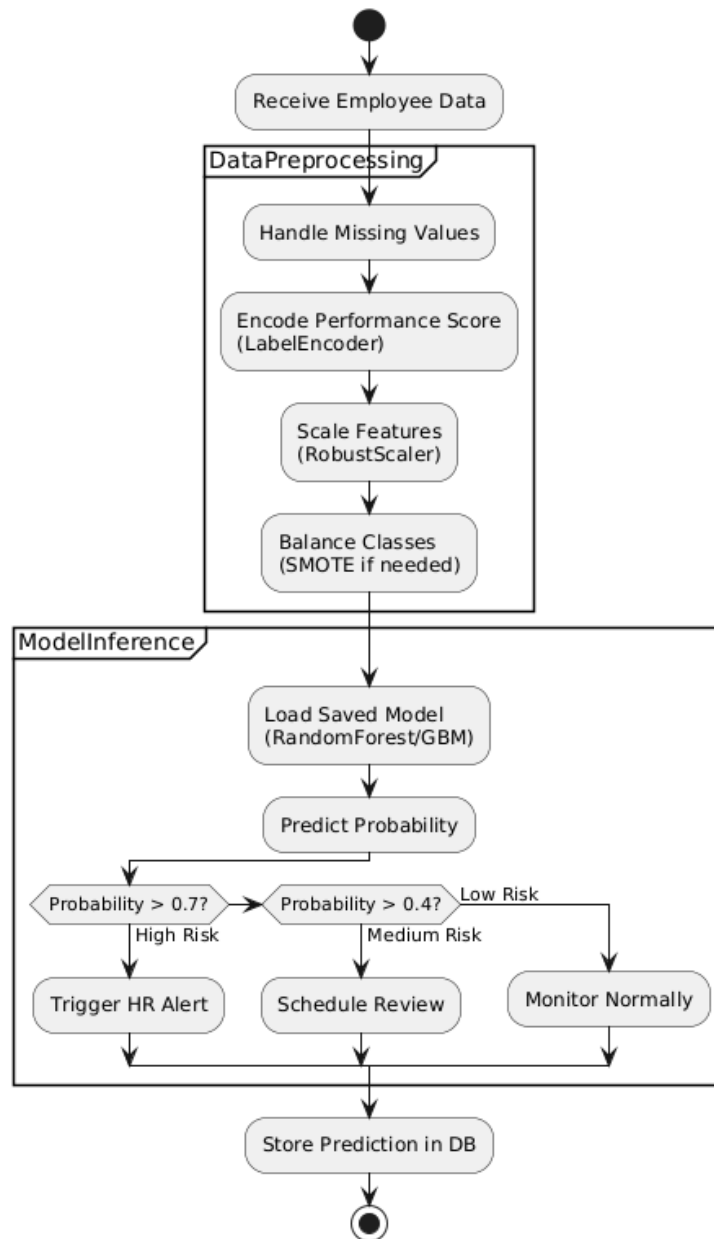 Receive Employee Data
DataPreprocessing
Handle Missing Values
Encode Performance Score
(LabelEncoder)
Scale Features
(RobustScaler)
Balance Classes
(SMOTE if needed)
ModelInference
Load Saved Model
(RandomForest/GBM)
Predict Probability
Probability > 0.7?
Probability > 0.4?
Low Risk
High Risk
Medium Risk
Trigger HR Alert
Schedule Review
Monitor Normally
Store Prediction in DB